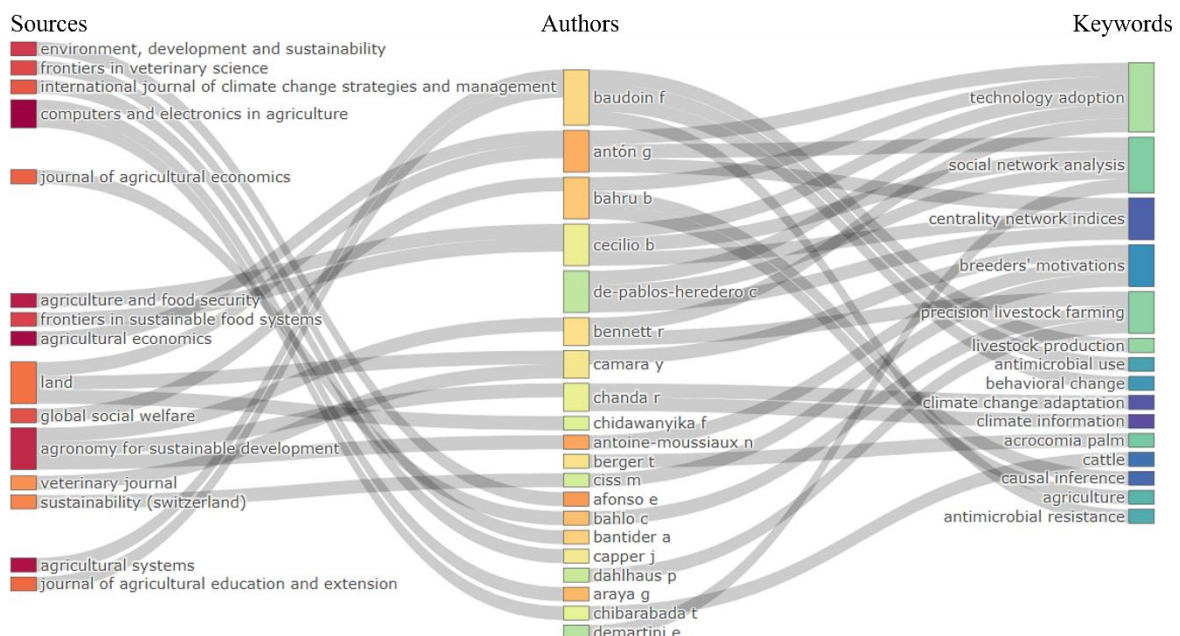 Sources
Authors
Keywords
environment, development and sustainability
frontiers in veterinary science
international journal of climate change strategies and management
computers and electronics in agriculture
journal of agricultural economics
agriculture and food security
frontiers in sustainable food systems
agricultural economics
land
global social welfare
agronomy for sustainable development
veterinary journal
sustainability (switzerland)
agricultural systems
journal of agricultural education and extension
baudoin f
antón g
bahru b
cecilio b
de-pablos-heredero c
bennett r
camara y
chanda r
chidawanyika f
antoine-moussiaux n
berger t
ciss m
afonso e
bahlo c
bantider a
capper j
dahlhaus p
araya g
chibarabada t
demartini e
technology adoption
social network analysis
centrality network indices
breeders' motivations
precision livestock farming
livestock production
antimicrobial use
behavioral change
climate change adaptation
climate information
acrocomia palm
cattle
causal inference
agriculture
antimicrobial resistance